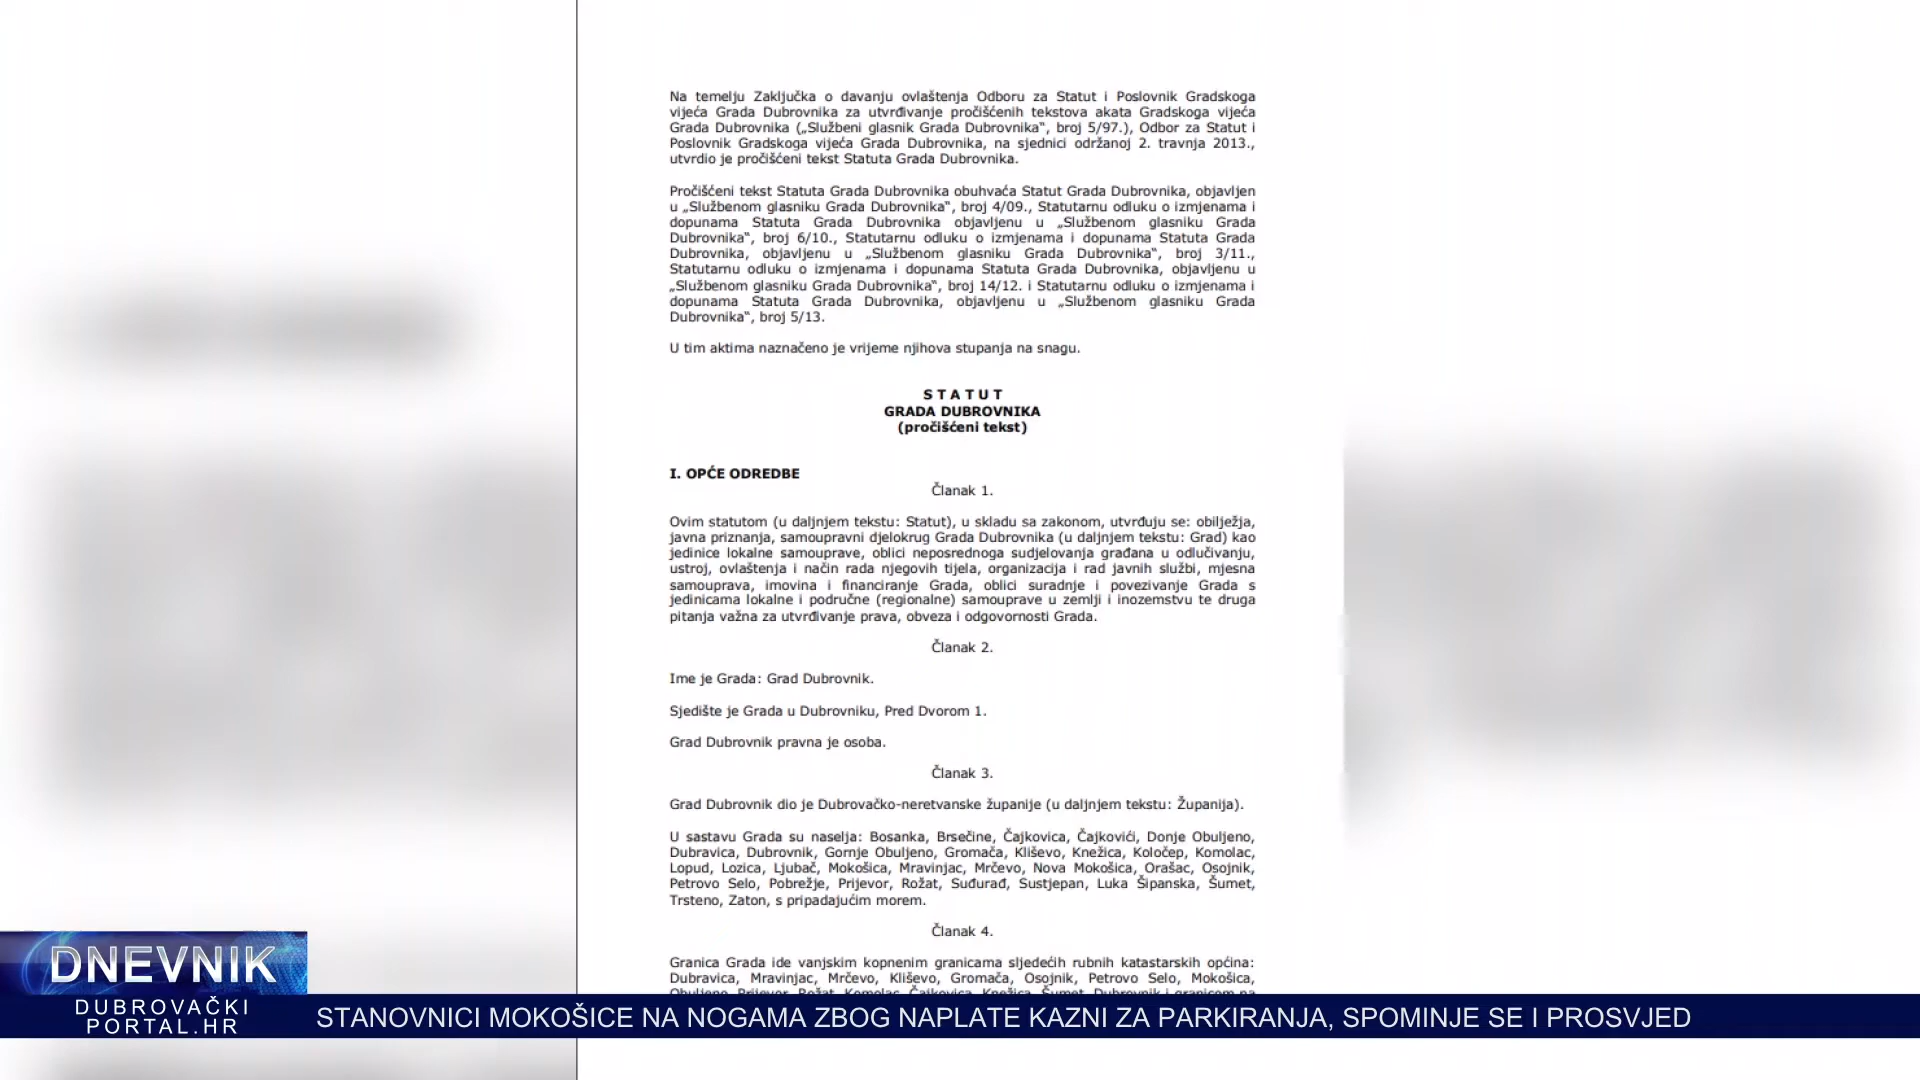 Na temelju Zaključka o davanju ovlaštenja Odboru za Statut i Poslovnik Gradskoga
vijeća Grada Dubrovnika za utvrđivanje pročišćenih tekstova akata Gradskoga vijeća
Grada Dubrovnika („Službeni glasnik Grada Dubrovnika“, broj 5/97.), Odbor za Statut i
Poslovnik Gradskoga vijeća Grada Dubrovnika, na sjednici održanoj 2. travnja 2013.,
utvrdio je pročišćeni tekst Statuta Grada Dubrovnika.
Pročišćeni tekst Statuta Grada Dubrovnika obuhvaća Statut Grada Dubrovnika, objavljen
u „Službenom glasniku Grada Dubrovnika“, broj 4/09., Statutarnu odluku o izmjenama i
dopunama Statuta Grada Dubrovnika objavljenu u „Službenom glasniku Grada
Dubrovnika“, broj 6/10., Statutarnu odluku o izmjenama i dopunama Statuta Grada
Dubrovnika, objavljenu u „Službenom glasniku Grada Dubrovnika“, broj 3/11.,
Statutarnu odluku o izmjenama i dopunama Statuta Grada Dubrovnika, objavljenu u
„Službenom glasniku Grada Dubrovnika“, broj 14/12. i Statutarnu odluku o izmjenama i
dopunama Statuta Grada Dubrovnika, objavljenu u „Službenom glasniku Grada
Dubrovnika“, broj 5/13.
U tim aktima naznačeno je vrijeme njihova stupanja na snagu.
S T A T U T
GRADA DUBROVNIKA
(pročišćeni tekst)
I. OPĆE ODREDBE
Članak 1.
Ovim statutom (u daljnjem tekstu: Statut), u skladu sa zakonom, utvrđuju se: obilježja,
javna priznanja, samoupravni djelokrug Grada Dubrovnika (u daljnjem tekstu: Grad) kao
jedinice lokalne samouprave, oblici neposrednoga sudjelovanja građana u odlučivanju,
ustroj, ovlaštenja i način rada njegovih tijela, organizacija i rad javnih službi, mjesna
samouprava, imovina i financiranje Grada, oblici suradnje i povezivanje Grada s
jedinicama lokalne i područne (regionalne) samouprave u zemlji i inozemstvu te druga
pitanja važna za utvrđivanje prava, obveza i odgovornosti Grada.
Članak 2.
Ime je Grada: Grad Dubrovnik.
Sjedište je Grada u Dubrovniku, Pred Dvorom 1.
Grad Dubrovnik pravna je osoba.
Članak 3.
Grad Dubrovnik dio je Dubrovačko-neretvanske županije (u daljnjem tekstu: Županija).
U sastavu Grada su naselja: Bosanka, Brsečine, Čajkovica, Čajkovići, Donje Obuljeno,
Dubravica, Dubrovnik, Gornje Obuljeno, Gromača, Kliševo, Knežica, Koločep, Komolac,
Lopud, Lozica, Ljubač, Mokošica, Mravinjac, Mrčevo, Nova Mokošica, Orašac, Osojnik,
Petrovo Selo, Pobrežje, Prijevor, Rožat, Suđurađ, Sustjepan, Luka Šipanska, Šumet,
Trsteno, Zaton, s pripadajućim morem.
Članak 4.
Granica Grada ide vanjskim kopnenim granicama sljedećih rubnih katastarskih općina:
Dubravica, Mravinjac, Mrčevo, Kliševo, Gromača, Osojnik, Petrovo Selo, Mokošica,
DNEVNIK
DUBROVAČKI
PORTAL.HR
STANOVNICI MOKOŠICE NA NOGAMA ZBOG NAPLATE KAZNI ZA PARKIRANJA, SPOMINJE SE I PROSVJED